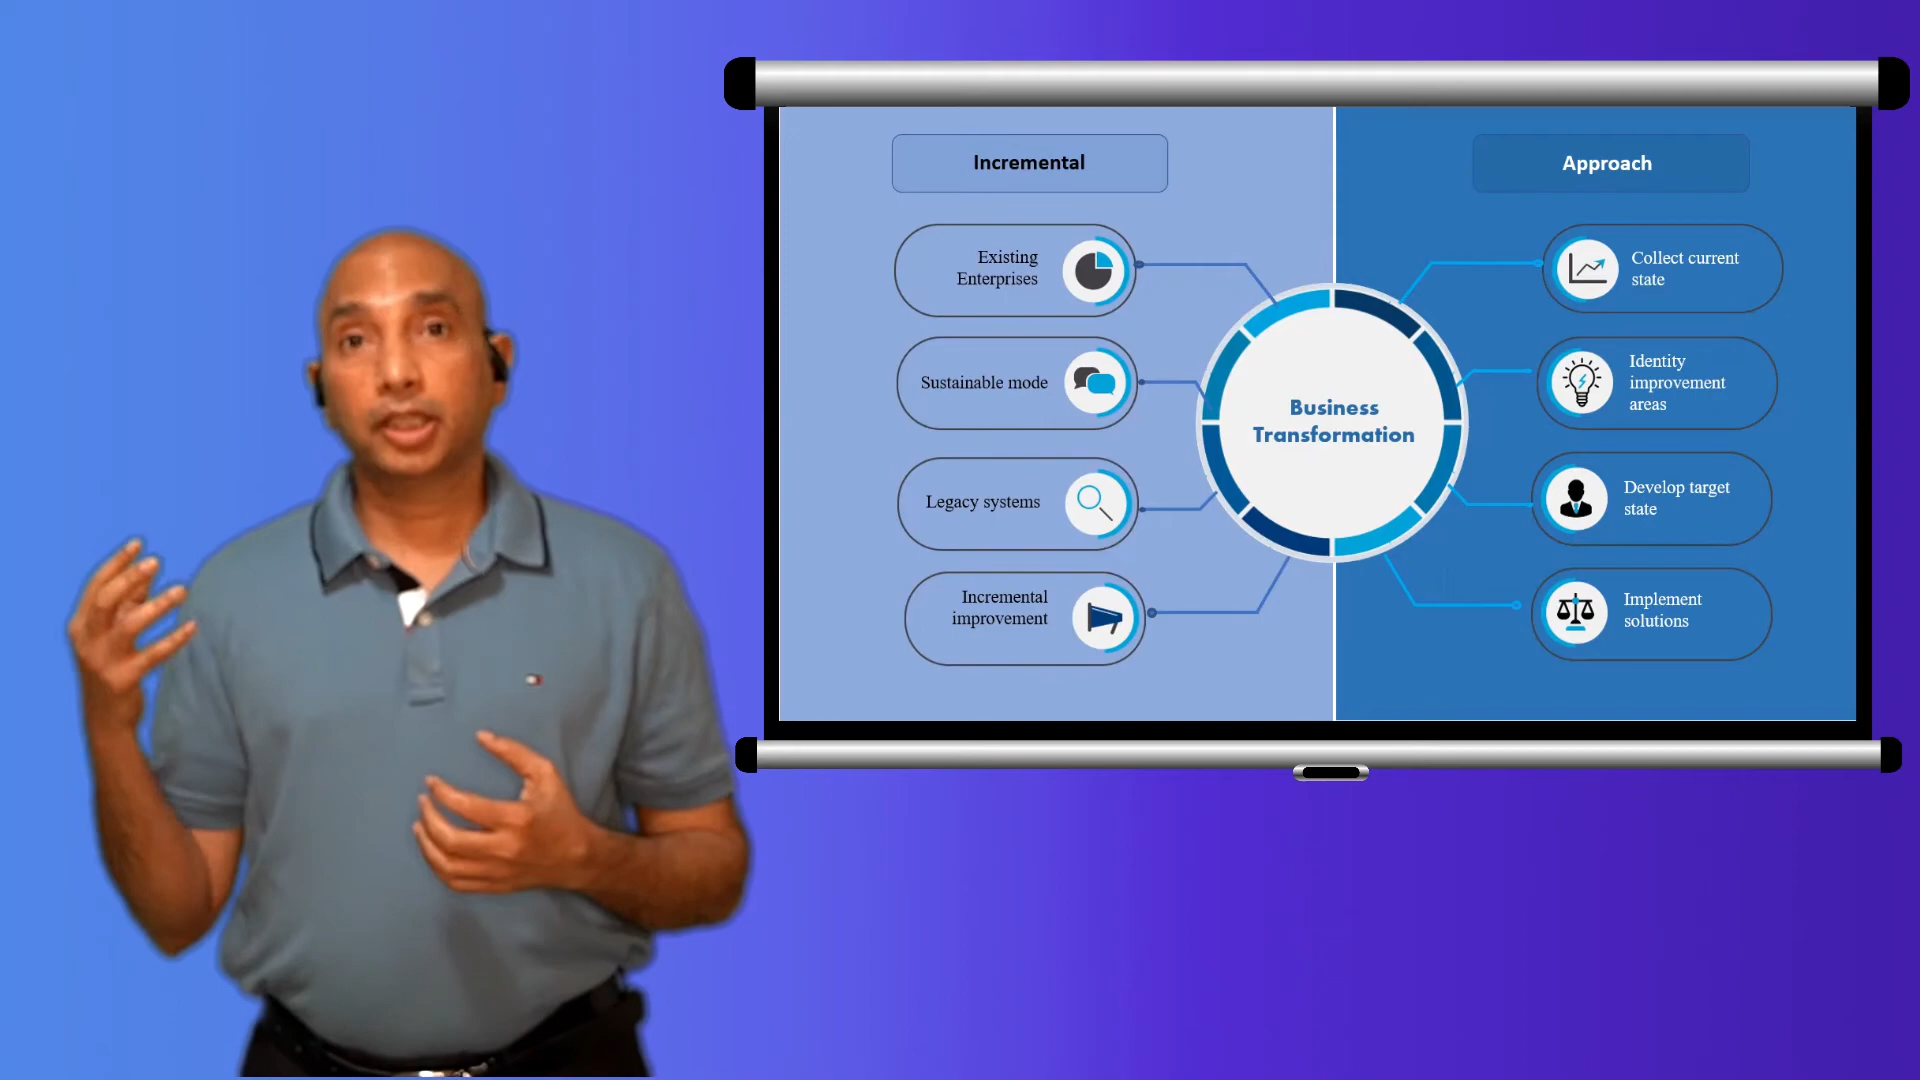 Incremental
Approach
Existing
Enterprises
Sustainable mode
Legacy systems
Incremental
improvement
Business
Transformation
Collect current
state
Identity
improvement
areas
Develop target
state
Implement
solutions